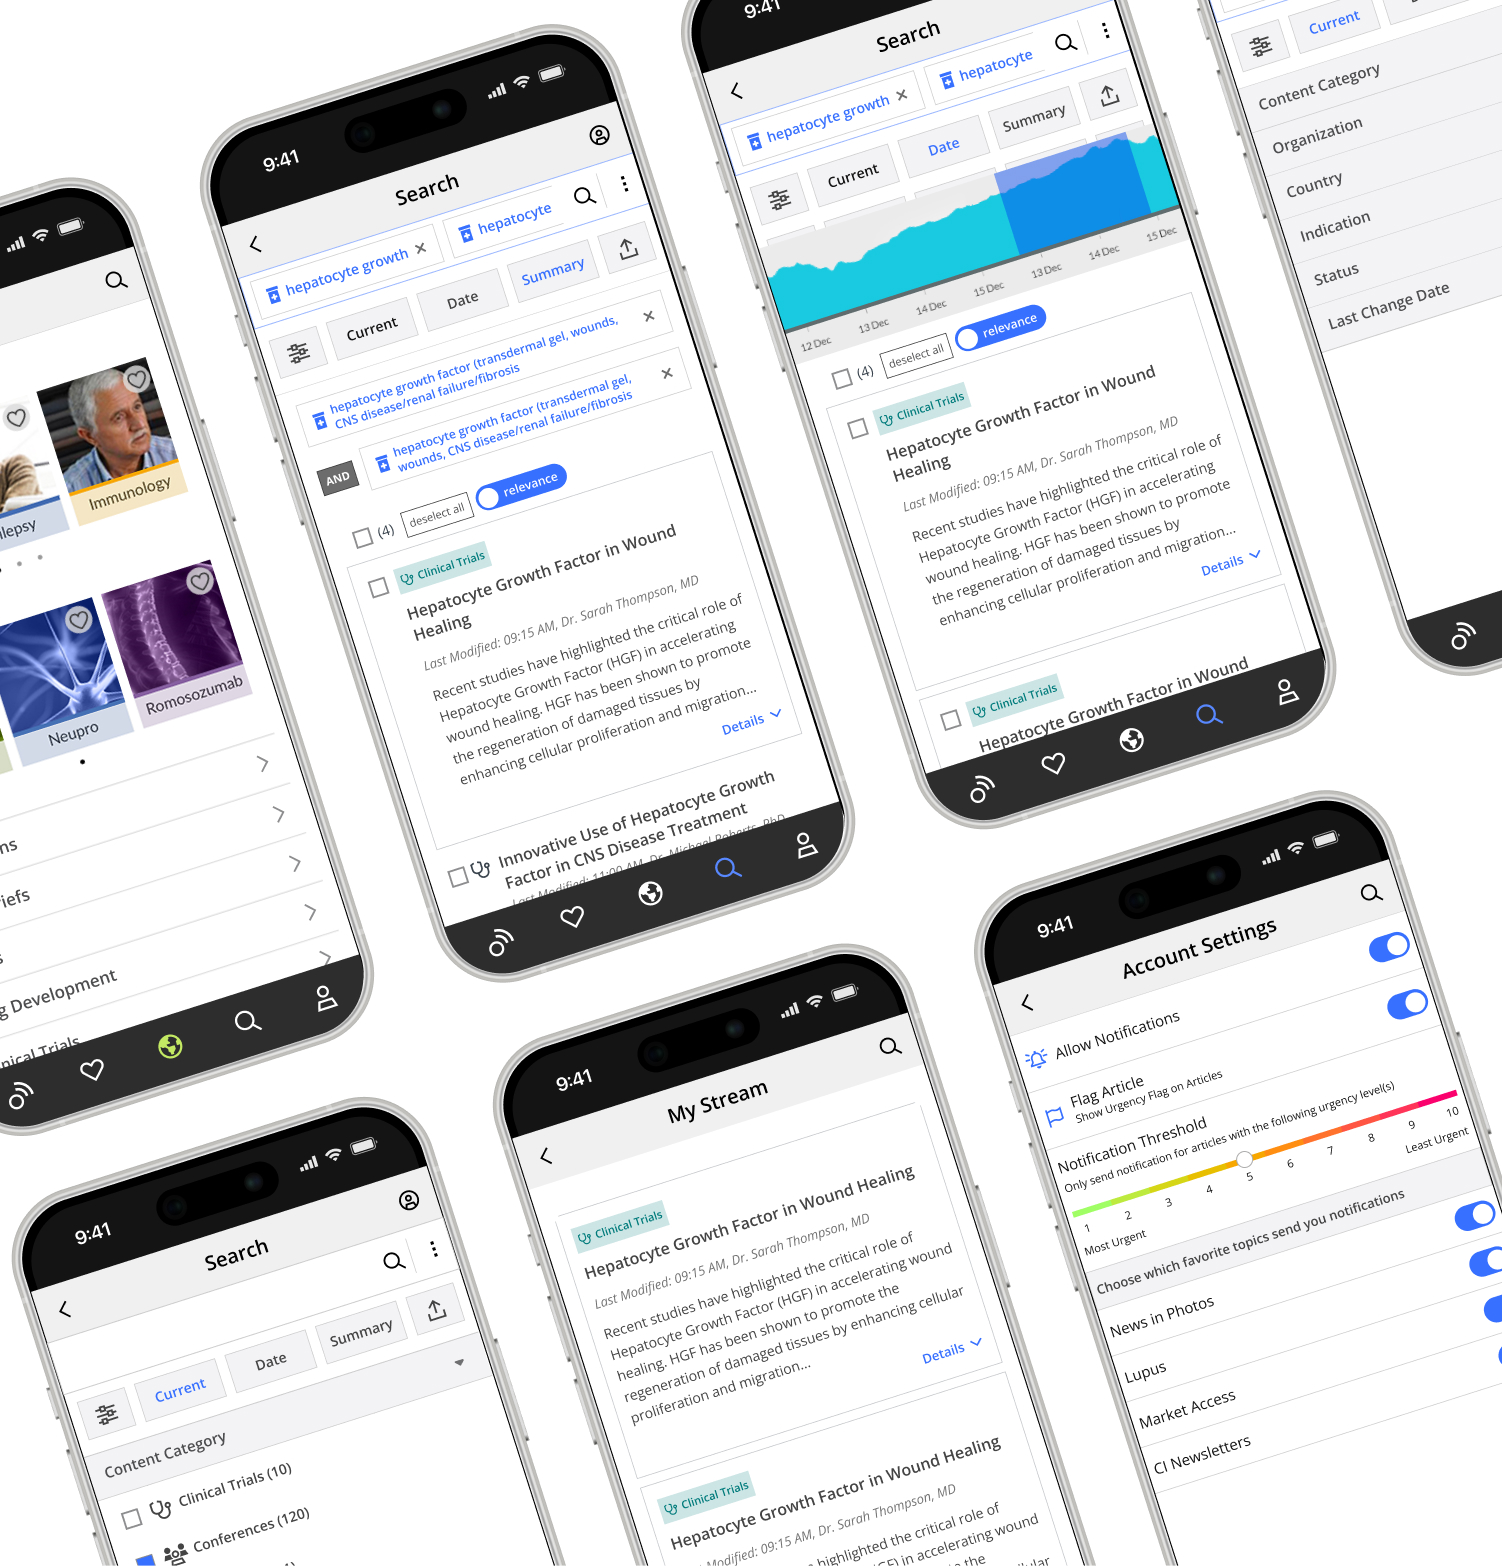 Immunology
Neupro
Romosozumab
Development
9:41
Search
hepatocyte growth
hepatocyte
Current
Date
Summary
hepatocyte growth factor (transdermal gel, wounds,
CNS disease/renal failure/fibrosis
AND
hepatocyte growth factor (transdermal gel,
wounds, CNS disease/renal failure/fibrosis
(4)
deselect all
relevance
Clinical Trials
Hepatocyte Growth Factor in Wound
Healing
Last Modified: 09:15 AM, Dr. Sarah Thompson, MD
Recent studies have highlighted the critical role of
Hepatocyte Growth Factor (HGF) in accelerating
wound healing. HGF has been shown to promote
the regeneration of damaged tissues by
enhancing cellular proliferation and migration...
Details
Innovative Use of Hepatocyte Growth
Factor in CNS Disease Treatment
Last Modified: 11:00 AM, Dr. Michael Roberts, PhD
9:41
Search
hepatocyte growth
hepatocyte
Current
Date
Summary
12 Dec
13 Dec
14 Dec
15 Dec
13 Dec
14 Dec
15 Dec
(4)
deselect all
relevance
Clinical Trials
Hepatocyte Growth Factor in Wound
Healing
Last Modified: 09:15 AM, Dr. Sarah Thompson, MD
Recent studies have highlighted the critical role of
Hepatocyte Growth Factor (HGF) in accelerating
wound healing. HGF has been shown to promote
the regeneration of damaged tissues by
enhancing cellular proliferation and migration...
Details
Clinical Trials
Hepatocyte Growth Factor in Wound
Current
Content Category
Organization
Country
Indication
Status
Last Change Date
9:41
Search
Current
Date
Summary
Content Category
Clinical Trials (10)
Conferences (120)
9:41
My Stream
Clinical Trials
Hepatocyte Growth Factor in Wound Healing
Last Modified: 09:15 AM, Dr. Sarah Thompson, MD
Recent studies have highlighted the critical role of
Hepatocyte Growth Factor (HGF) in accelerating wound
healing. HGF has been shown to promote the
regeneration of damaged tissues by enhancing cellular
proliferation and migration...
Details
Clinical Trials
Hepatocyte Growth Factor in Wound Healing
Modified: 09:15 AM, Dr. Sarah Thompson, MD
highlighted the critical role of
in accelerating wound
the
9:41
Account Settings
Allow Notifications
Flag Article
Show Urgency Flag on Articles
Notification Threshold
Only send notification for articles with the following urgency level(s)
1 2 3 4 5 6 7 8 9 10
Most Urgent
Least Urgent
Choose which favorite topics send you notifications
News in Photos
Lupus
Market Access
CI Newsletters